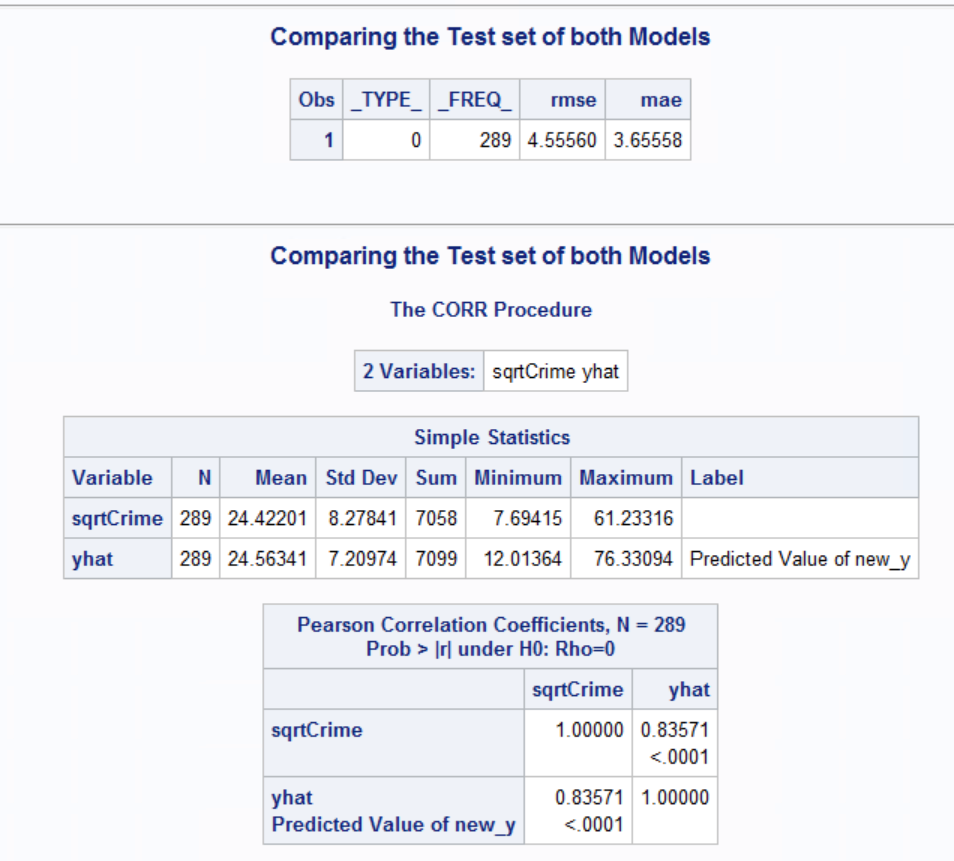 Comparing the Test set of both Models
Obs _TYPE_ _FREQ_ rmse mae
1 0 289 4.55560 3.65558
Comparing the Test set of both Models
The CORR Procedure
2 Variables: sqrtCrime yhat
Simple Statistics
Variable N Mean Std Dev Sum Minimum Maximum Label
sqrtCrime 289 24.42201 8.27841 7058 7.69415 61.23316
yhat 289 24.56341 7.20974 7099 12.01364 76.33094 Predicted Value of new_y
Pearson Correlation Coefficients, N = 289
Prob > |r| under H0: Rho=0
sqrtCrime yhat
sqrtCrime 1.00000 0.83571
<.0001
yhat 0.83571 1.00000
Predicted Value of new_y <.0001